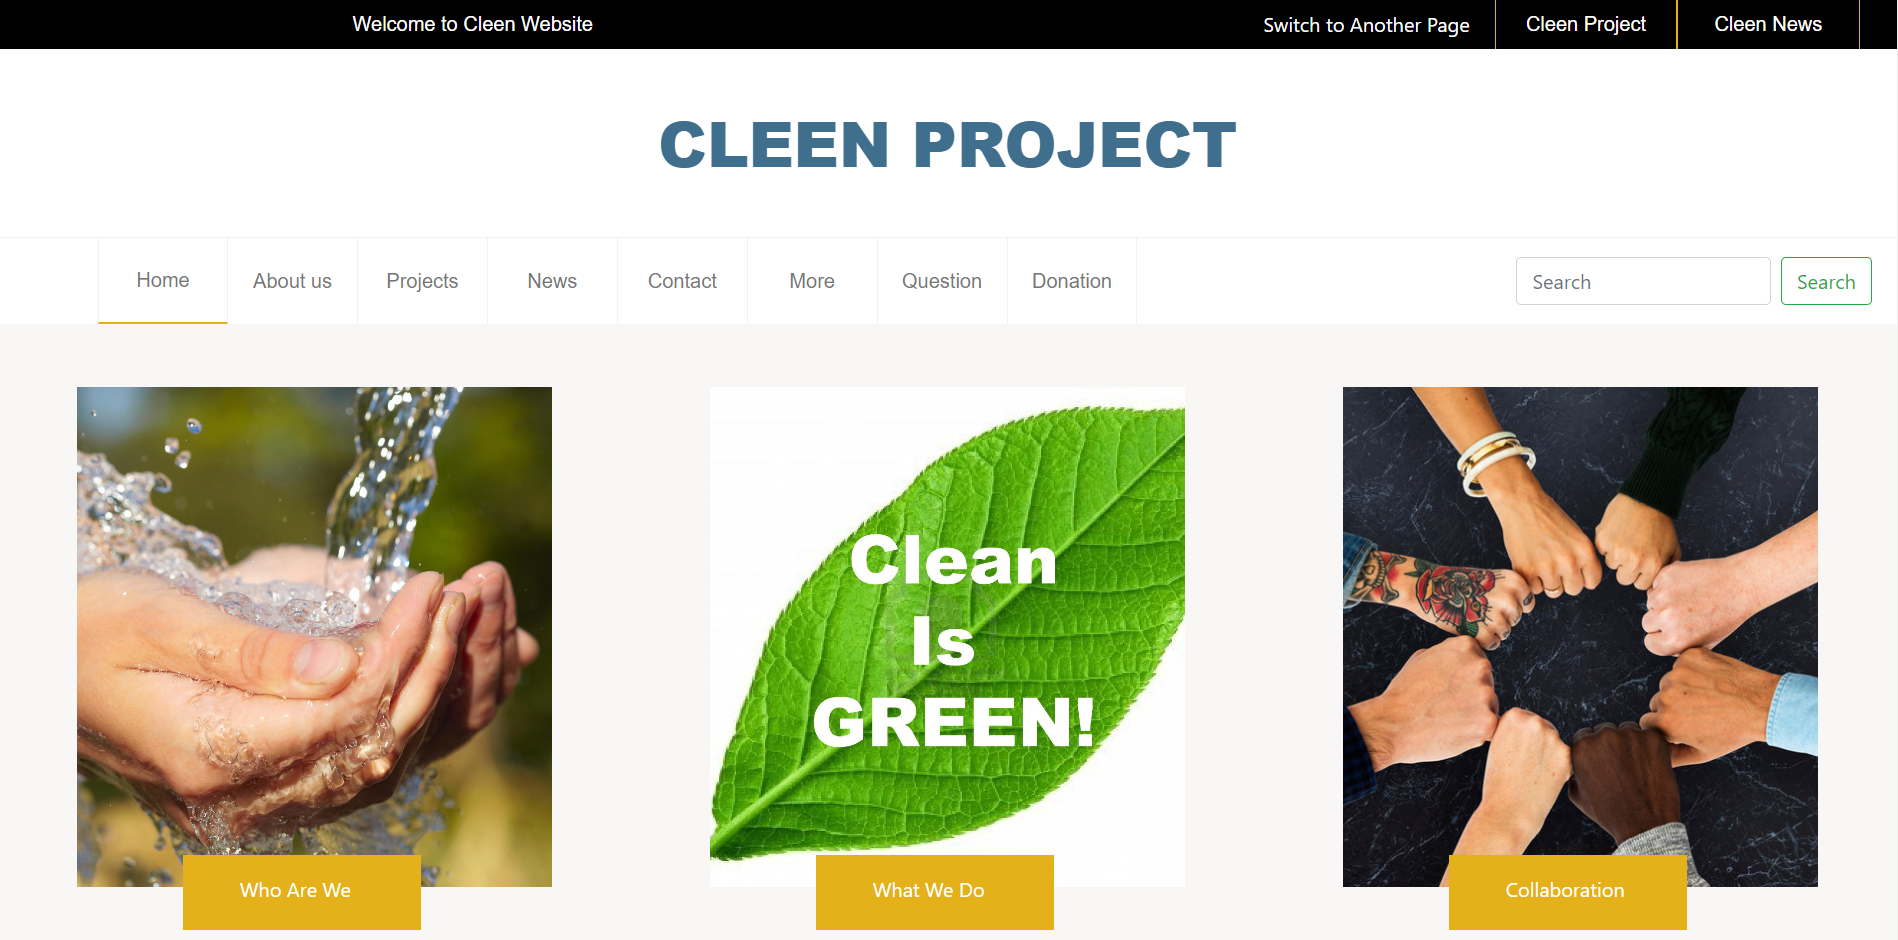 Welcome to Cleen Website
Switch to Another Page
Cleen Project
Cleen News
CLEEN PROJECT
Home
About us
Projects
News
Contact
More
Question
Donation
Search
Search
Clean
Is
GREEN!
Who Are We
What We Do
Collaboration